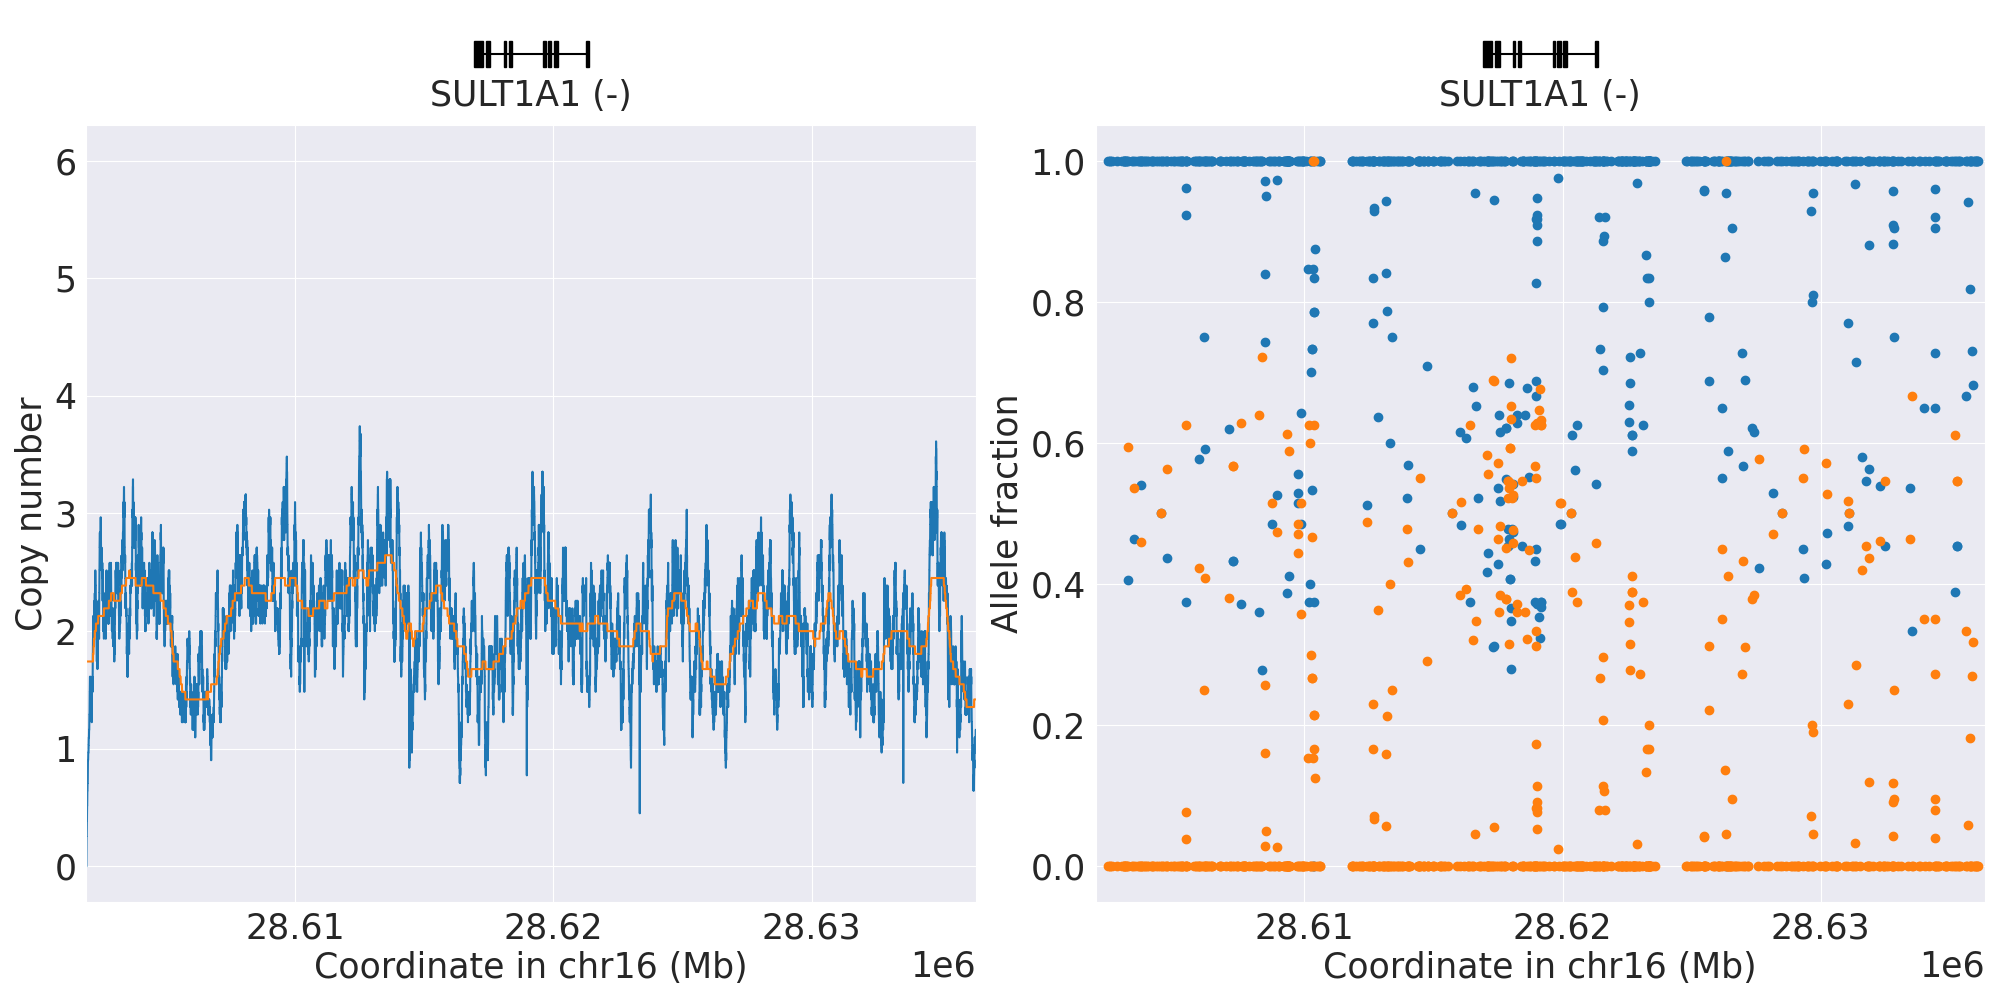 SULT1A1 (-)
6
5
4
3
2
1
0
Copy number
28.61
28.62
28.63
Coordinate in chr16 (Mb)
1e6
SULT1A1 (-)
1.0
0.8
0.6
0.4
0.2
0.0
Allele fraction
28.61
28.62
28.63
Coordinate in chr16 (Mb)
1e6